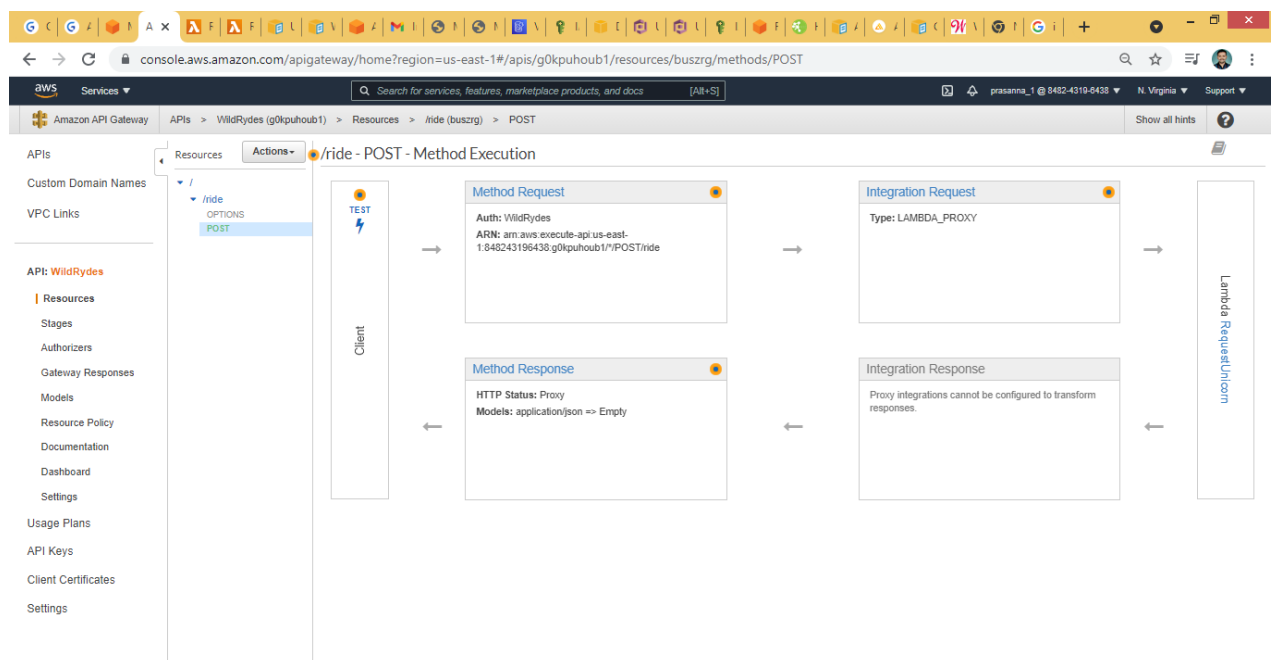 console.aws.amazon.com/apigateway/home?region=us-east-1#/apis/g0kpuhoub1/resources/buszrg/methods/POST
aws Services Search for services, features, marketplace products, and docs [Alt+S] prasanna_1 @ 8482-4319-6438 N. Virginia Support
Amazon API Gateway APIs > WildRydes (g0kpuhoub1) > Resources > /ride (buszrg) > POST Show all hints
APIs
Custom Domain Names
VPC Links
API: WildRydes
Resources
Stages
Authorizers
Gateway Responses
Models
Resource Policy
Documentation
Dashboard
Settings
Usage Plans
API Keys
Client Certificates
Settings
Resources Actions
/
/ride
OPTIONS
POST
/ride - POST - Method Execution
TEST
Client
Method Request
Auth: WildRydes
ARN: arn:aws:execute-api:us-east-
1:848243196438:g0kpuhoub1/*/POST/ride
Integration Request
Type: LAMBDA_PROXY
Method Response
HTTP Status: Proxy
Models: application/json => Empty
Integration Response
Proxy integrations cannot be configured to transform
responses.
Lambda RequestUnicorn